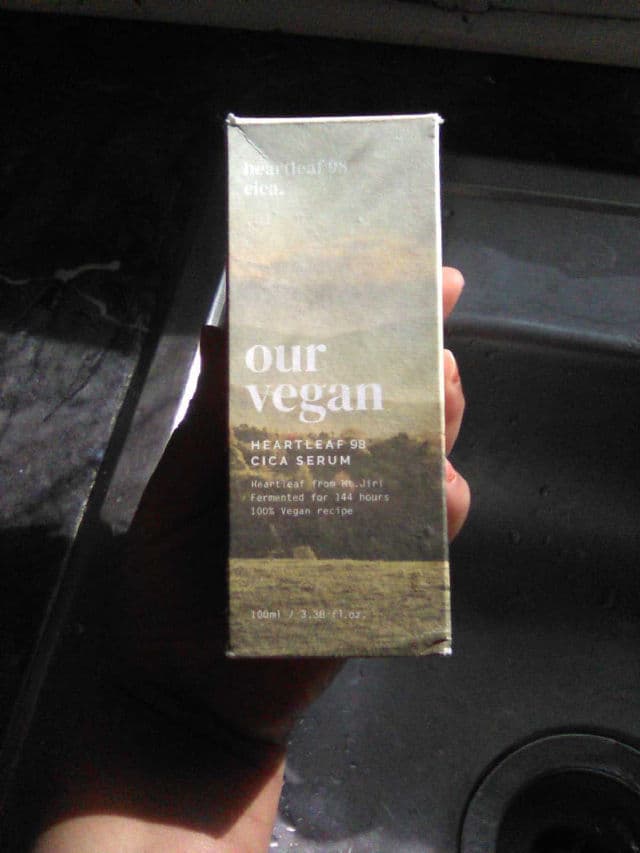 heartleaf 98
cica.
our
vegan
HEARTLEAF 98
CICA SERUM
Heartleaf from Mt.Jiri
Fermented for 144 hours
100% Vegan recipe
100ml / 3.38 fl.oz.